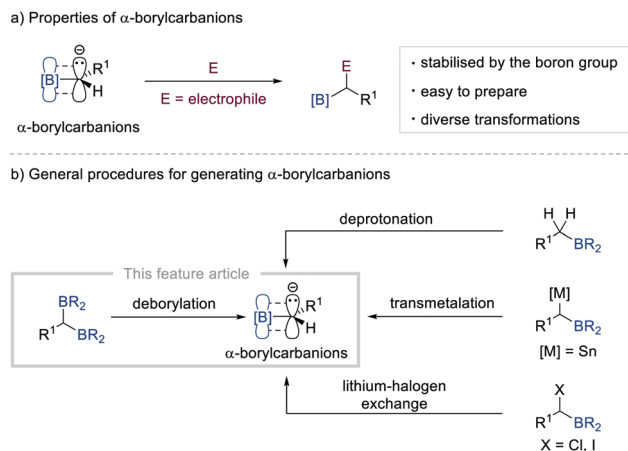 a) Properties of α-borylcarbanions
⊖
[B]
R¹
H
α-borylcarbanions
E
E = electrophile
E
[B]
R¹
· stabilised by the boron group
· easy to prepare
· diverse transformations
b) General procedures for generating α-borylcarbanions
deprotonation
H H
R¹ BR₂
This feature article
BR₂
R¹ BR₂
deborylation
⊖
[B]
R¹
H
α-borylcarbanions
transmetalation
[M]
R¹ BR₂
[M] = Sn
lithium-halogen
exchange
X
R¹ BR₂
X = Cl, I